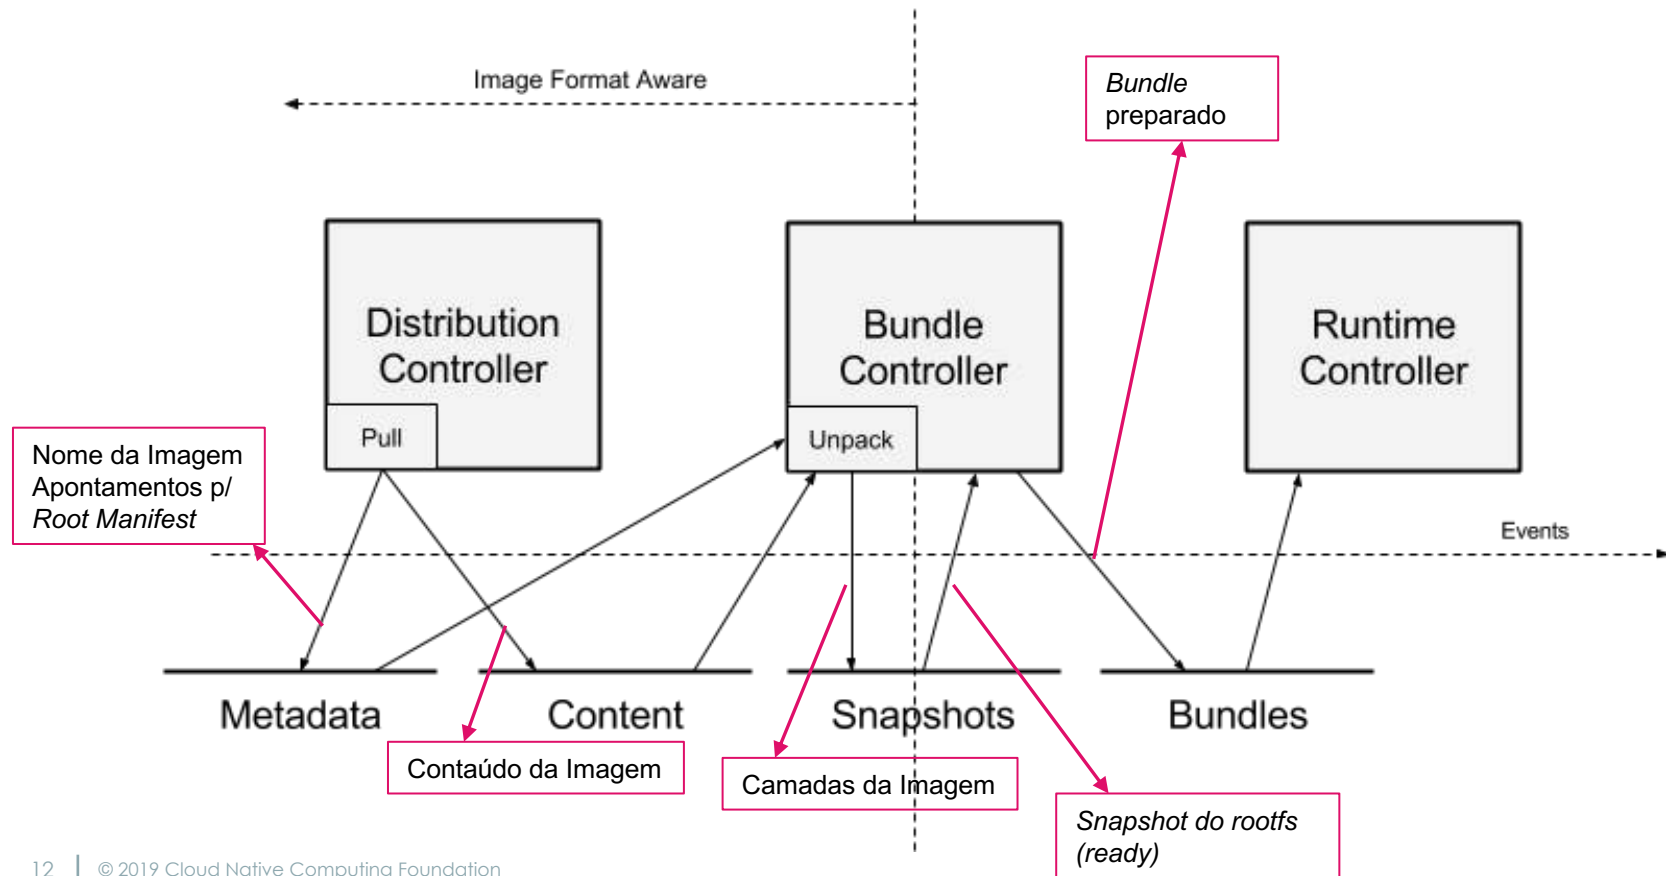 Image Format Aware
Bundle
preparado
Distribution
Controller
Pull
Bundle
Controller
Unpack
Runtime
Controller
Nome da Imagem
Apontamentos p/
Root Manifest
Events
Metadata
Content
Snapshots
Bundles
Contaúdo da Imagem
Camadas da Imagem
Snapshot do rootfs
(ready)
12 | © 2019 Cloud Native Computing Foundation